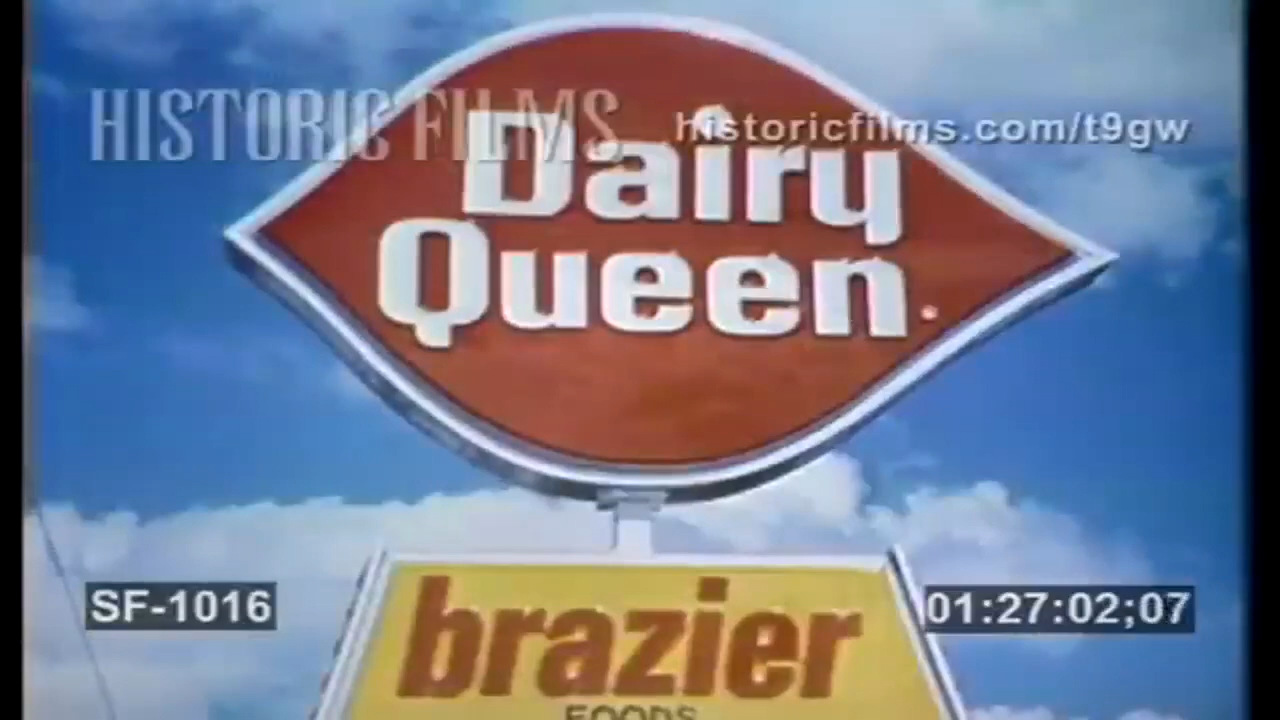 HISTORIC FILMS
historicfilms.com/t9gw
Dairy
Queen
SF-1016
01:27:02;07
brazier
FOODS